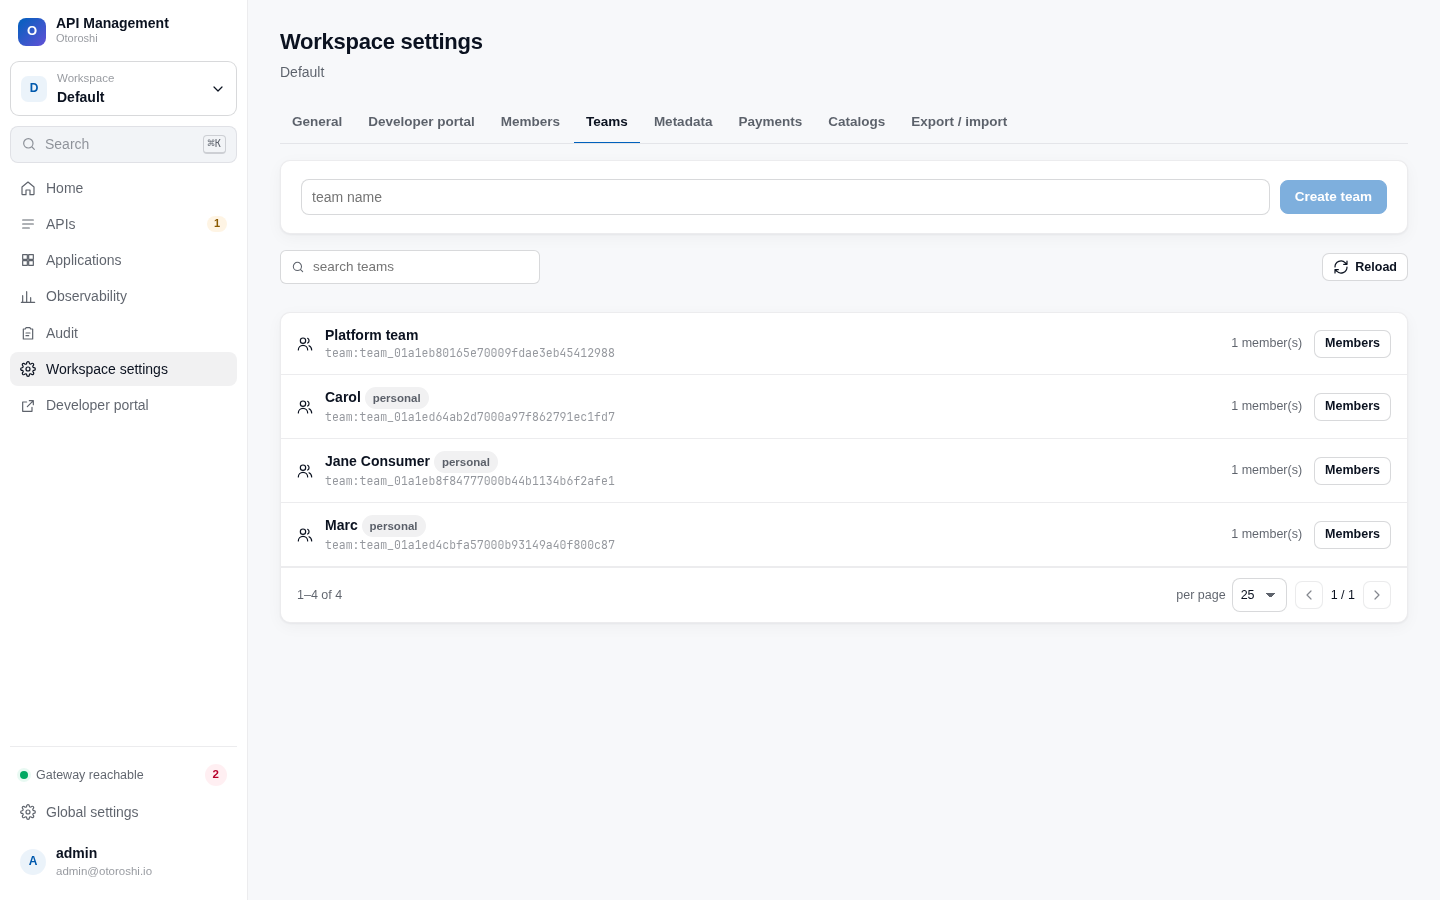 O
API Management
Otoroshi
D
Workspace
Default
Search
⌘K
Home
APIs
1
Applications
Observability
Audit
Workspace settings
Developer portal
Gateway reachable
2
Global settings
A
admin
admin@otoroshi.io
Workspace settings
Default
General Developer portal Members Teams Metadata Payments Catalogs Export / import
team name
Create team
search teams
Reload
Platform team
team:team_01a1eb80165e70009fdae3eb45412988
1 member(s)
Members
Carol personal
team:team_01a1ed64ab2d7000a97f862791ec1fd7
1 member(s)
Members
Jane Consumer personal
team:team_01a1eb8f84777000b44b1134b6f2afe1
1 member(s)
Members
Marc personal
team:team_01a1ed4cbfa57000b93149a40f800c87
1 member(s)
Members
1–4 of 4
per page 25
1 / 1